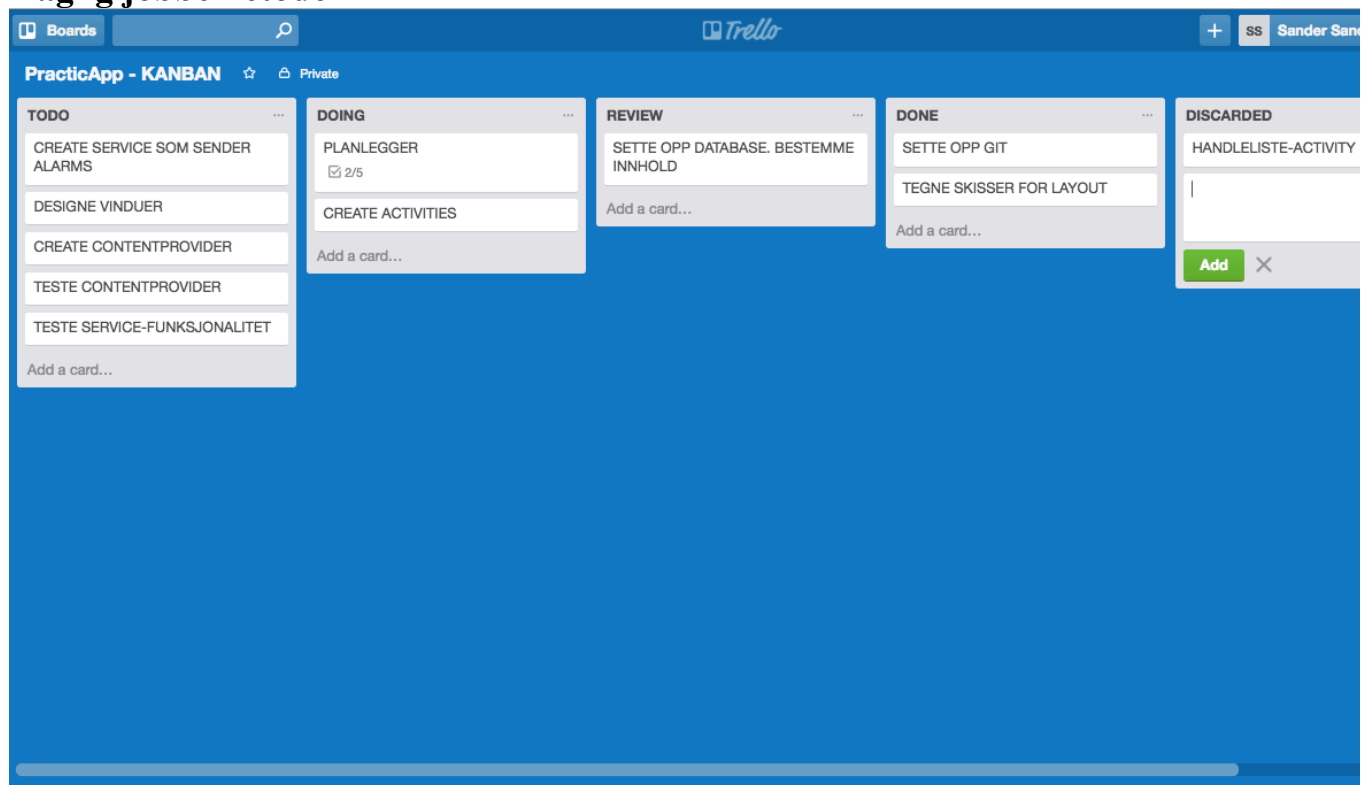 Boards
Trello
+
SS Sander
PracticApp - KANBAN
Private
TODO
CREATE SERVICE SOM SENDER
ALARMS
DESIGNE VINDUER
CREATE CONTENTPROVIDER
TESTE CONTENTPROVIDER
TESTE SERVICE-FUNKSJONALITET
Add a card...
DOING
PLANLEGGER
2/5
CREATE ACTIVITIES
Add a card...
REVIEW
SETTE OPP DATABASE. BESTEMME
INNHOLD
Add a card...
DONE
SETTE OPP GIT
TEGNE SKISSER FOR LAYOUT
Add a card...
DISCARDED
HANDLELISTE-ACTIVITY
Add